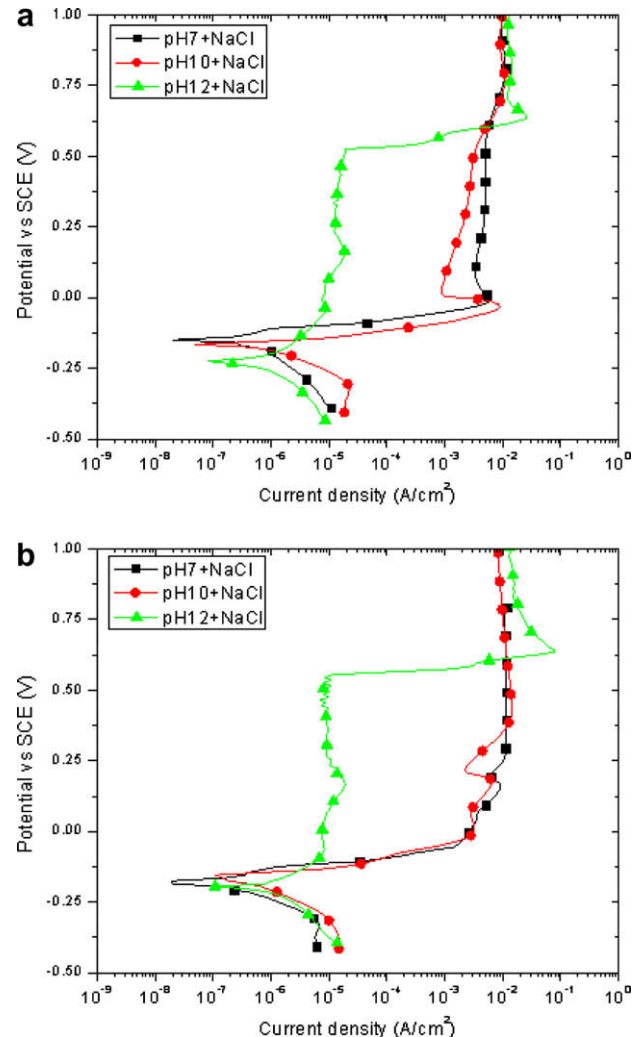 a
1.00
0.75
0.50
0.25
0.00
-0.25
-0.50
Potential vs SCE (V)
pH7+NaCl
pH10+NaCl
pH12+NaCl
10⁻⁹ 10⁻⁸ 10⁻⁷ 10⁻⁶ 10⁻⁵ 10⁻⁴ 10⁻³ 10⁻² 10⁻¹ 10⁰
Current density (A/cm²)
b
1.00
0.75
0.50
0.25
0.00
-0.25
-0.50
Potential vs SCE (V)
pH7+NaCl
pH10+NaCl
pH12+NaCl
10⁻⁹ 10⁻⁸ 10⁻⁷ 10⁻⁶ 10⁻⁵ 10⁻⁴ 10⁻³ 10⁻² 10⁻¹ 10⁰
Current density (A/cm²)